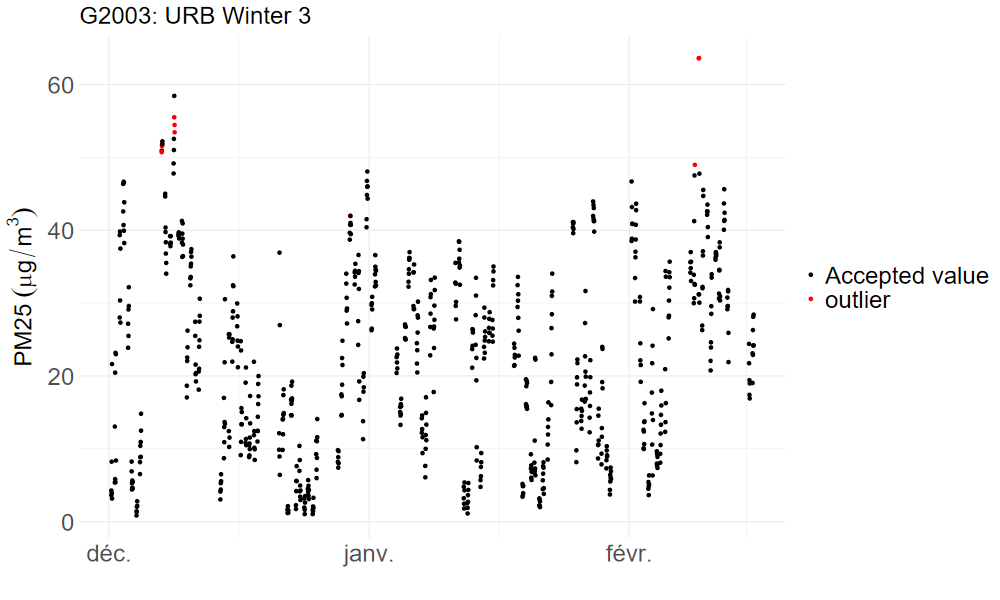 G2003: URB Winter 3
PM25 (μg/m³)
60
40
20
0
déc.
janv.
févr.
Accepted value
outlier